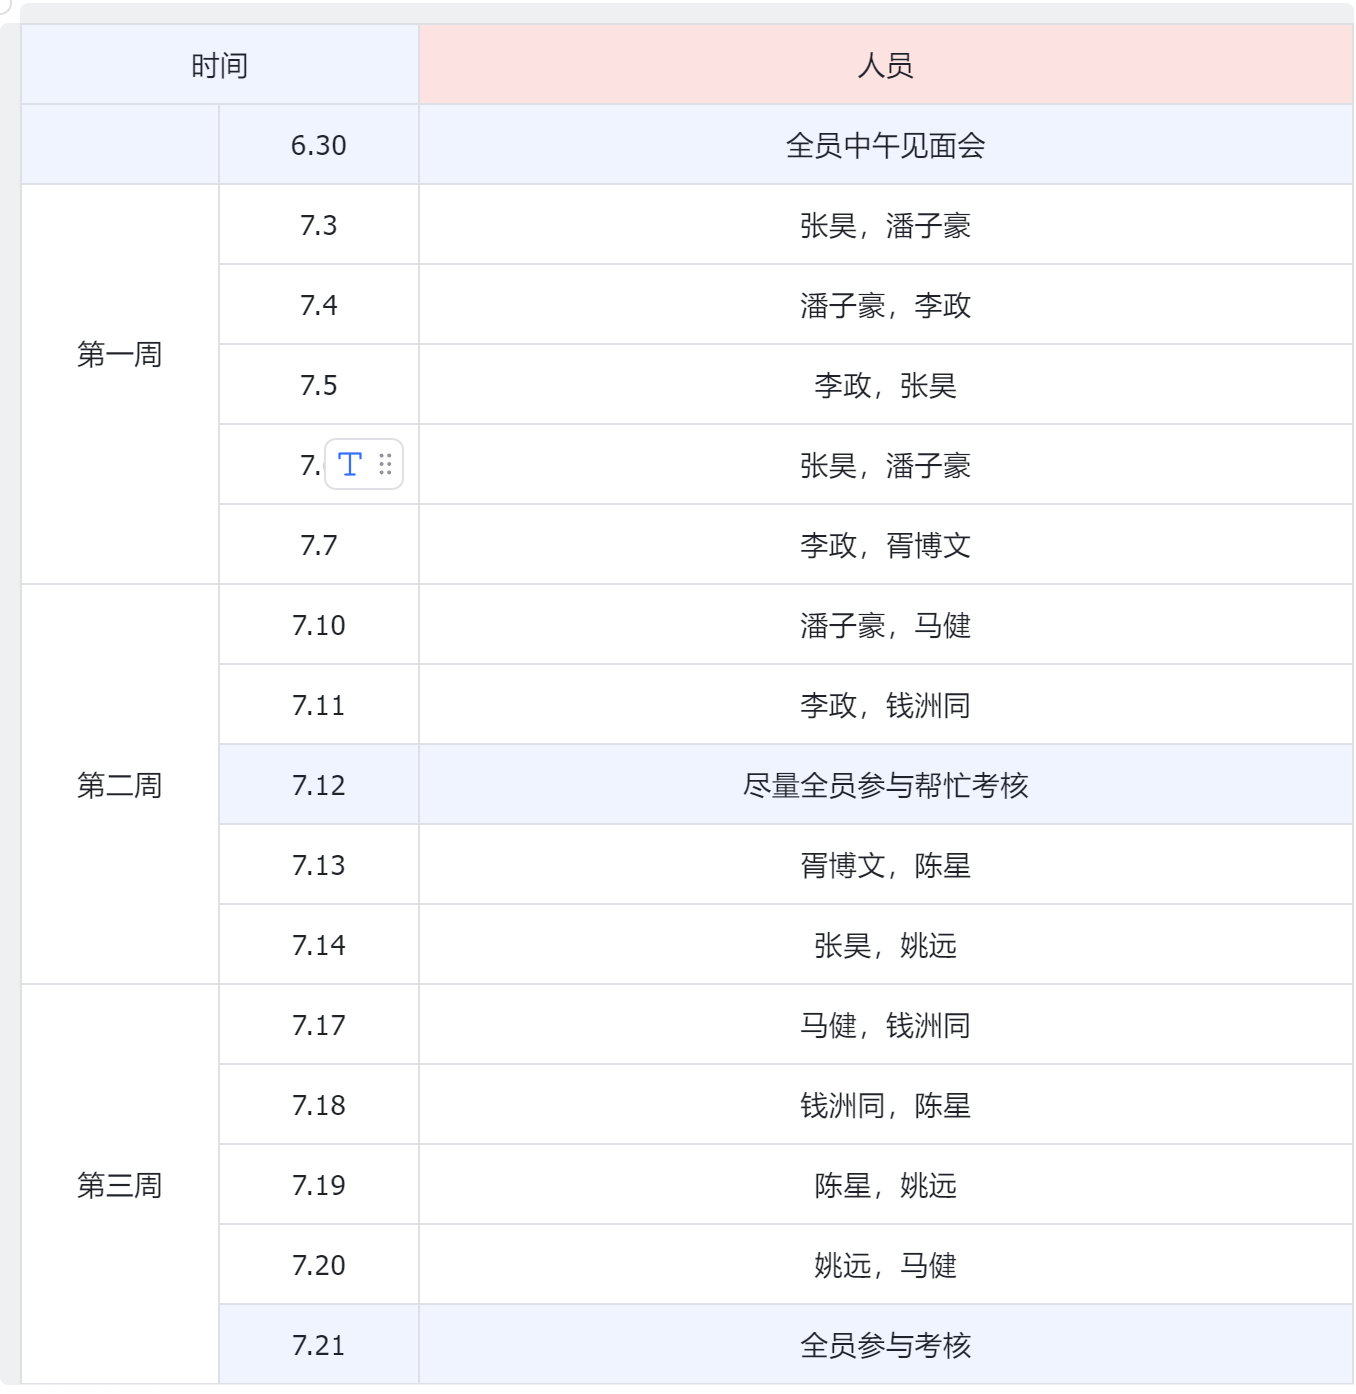 时间 人员
6.30 全员中午见面会
第一周 7.3 张昊，潘子豪
7.4 潘子豪，李政
7.5 李政，张昊
7. 张昊，潘子豪
7.7 李政，胥博文
第二周 7.10 潘子豪，马健
7.11 李政，钱洲同
7.12 尽量全员参与帮忙考核
7.13 胥博文，陈星
7.14 张昊，姚远
第三周 7.17 马健，钱洲同
7.18 钱洲同，陈星
7.19 陈星，姚远
7.20 姚远，马健
7.21 全员参与考核